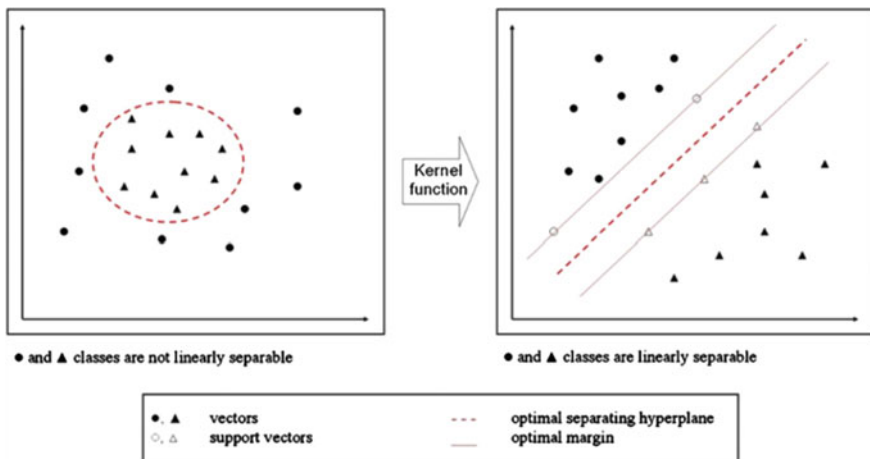 Kernel
function
● and ▲ classes are not linearly separable
● and ▲ classes are linearly separable
●, ▲ vectors
○, △ support vectors
optimal separating hyperplane
optimal margin